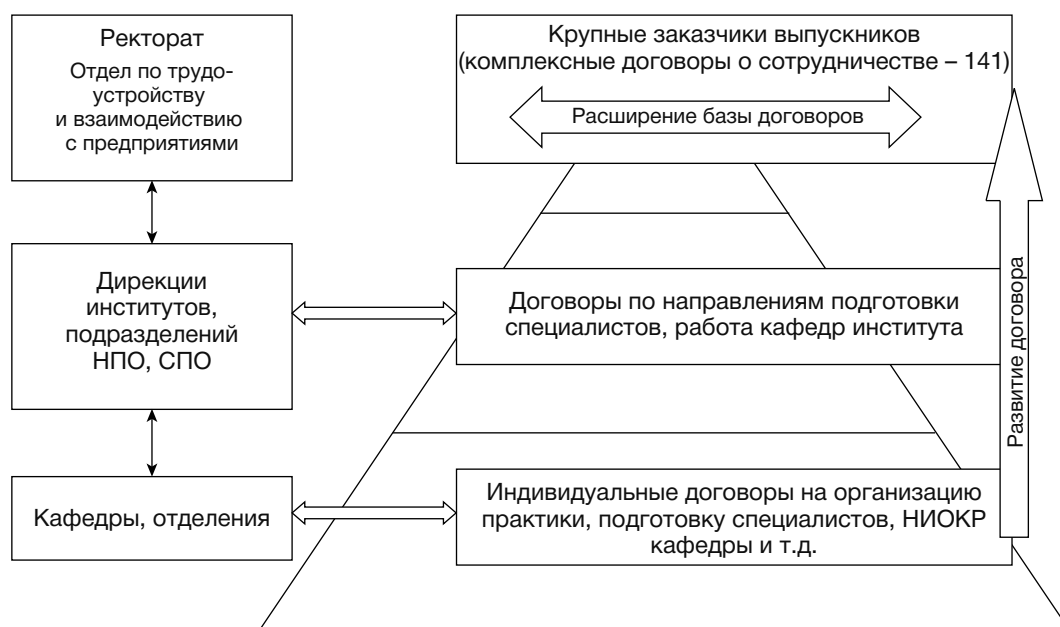 Ректорат
Отдел по трудо-
устройству
и взаимодействию
с предприятиями
Крупные заказчики выпускников
(комплексные договоры о сотрудничестве – 141)
Расширение базы договоров
Дирекции
институтов,
подразделений
НПО, СПО
Договоры по направлениям подготовки
специалистов, работа кафедр института
Развитие договора
Кафедры, отделения
Индивидуальные договоры на организацию
практики, подготовку специалистов, НИОКР
кафедры и т.д.